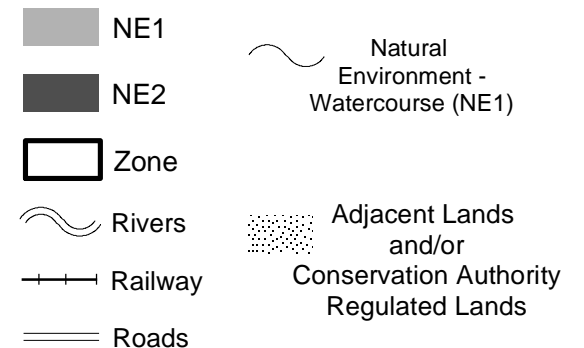 NE1
NE2
Zone
Rivers
Railway
Roads
Natural
Environment -
Watercourse (NE1)
Adjacent Lands
and/or
Conservation Authority
Regulated Lands